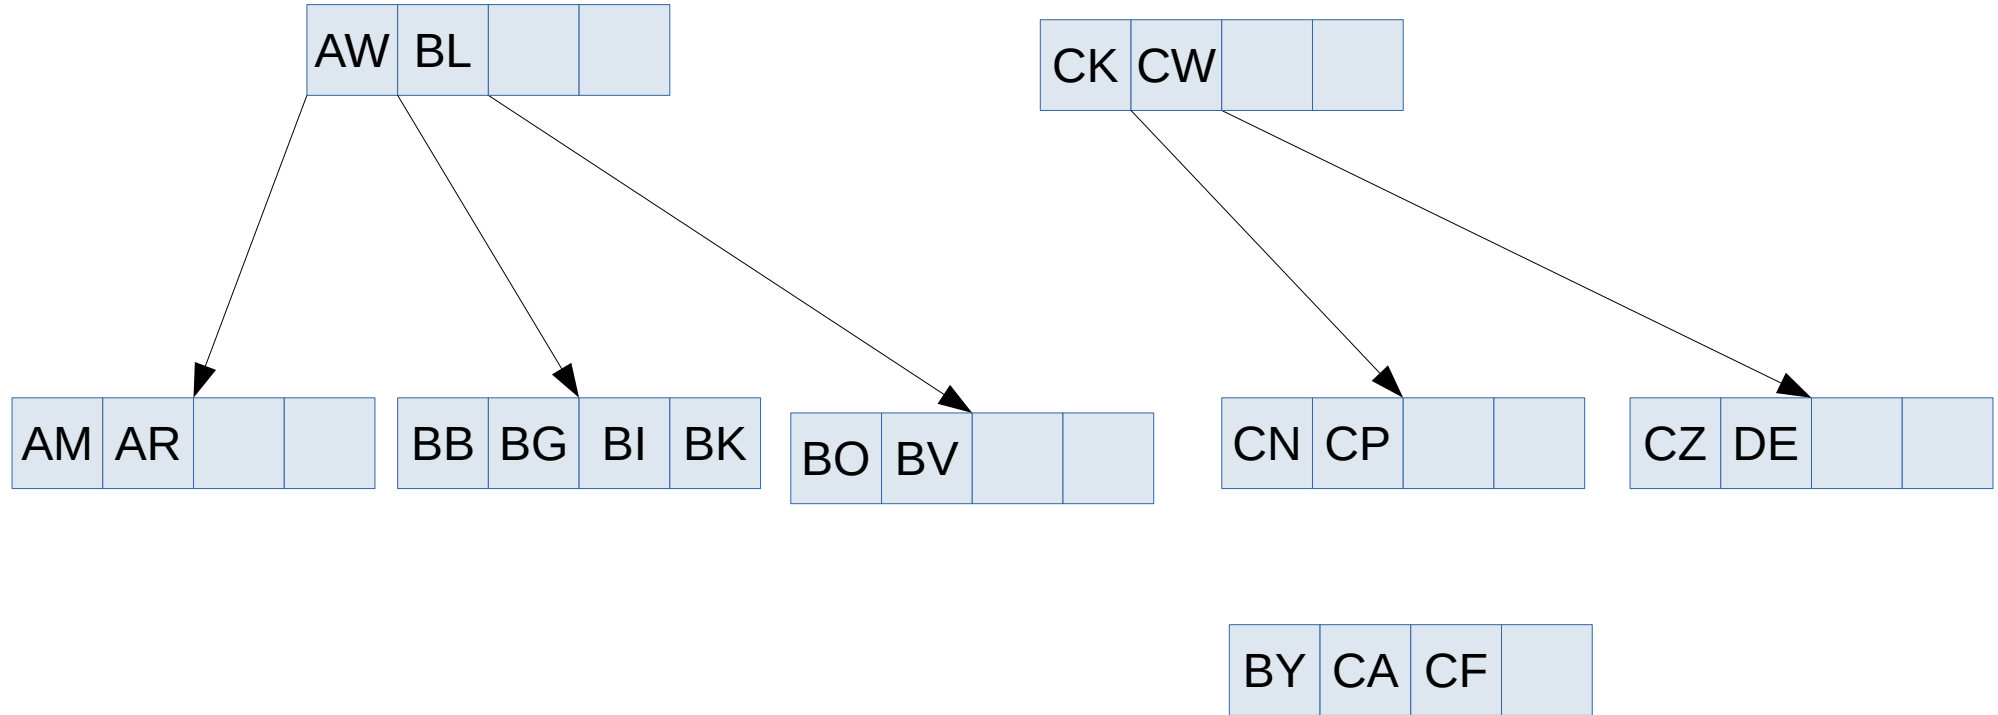 AW BL
CK CW
AM AR
BB BG BI BK
BO BV
CN CP
CZ DE
BY CA CF